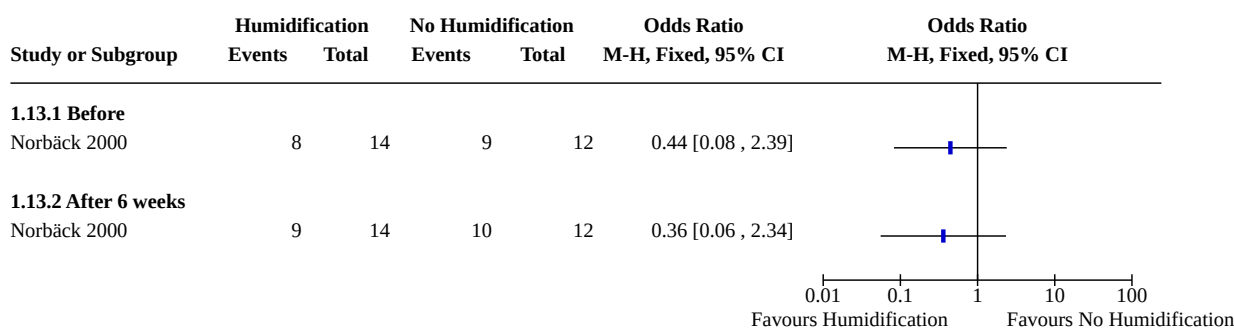 Humidification No Humidification Odds Ratio Odds Ratio
Study or Subgroup Events Total Events Total M-H, Fixed, 95% CI M-H, Fixed, 95% CI
1.13.1 Before
Norbäck 2000 8 14 9 12 0.44 [0.08 , 2.39]
1.13.2 After 6 weeks
Norbäck 2000 9 14 10 12 0.36 [0.06 , 2.34]
0.01 0.1 1 10 100
Favours Humidification Favours No Humidification